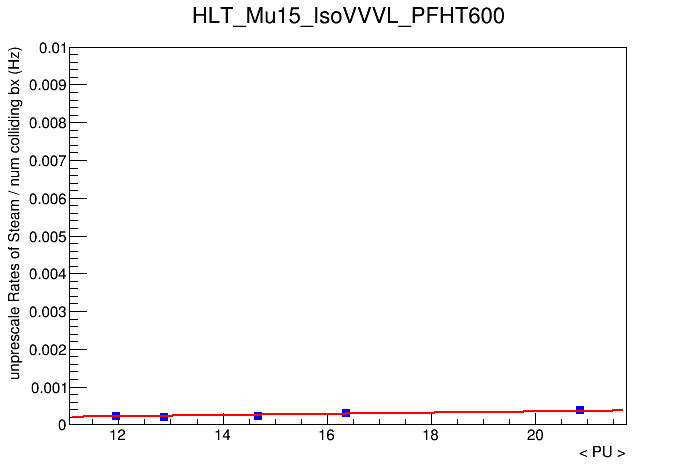 HLT_Mu15_IsoVVVL_PFHT600
unprescale Rates of Steam / num colliding bx (Hz)
0.01
0.009
0.008
0.007
0.006
0.005
0.004
0.003
0.002
0.001
0
12 14 16 18 20
< PU >